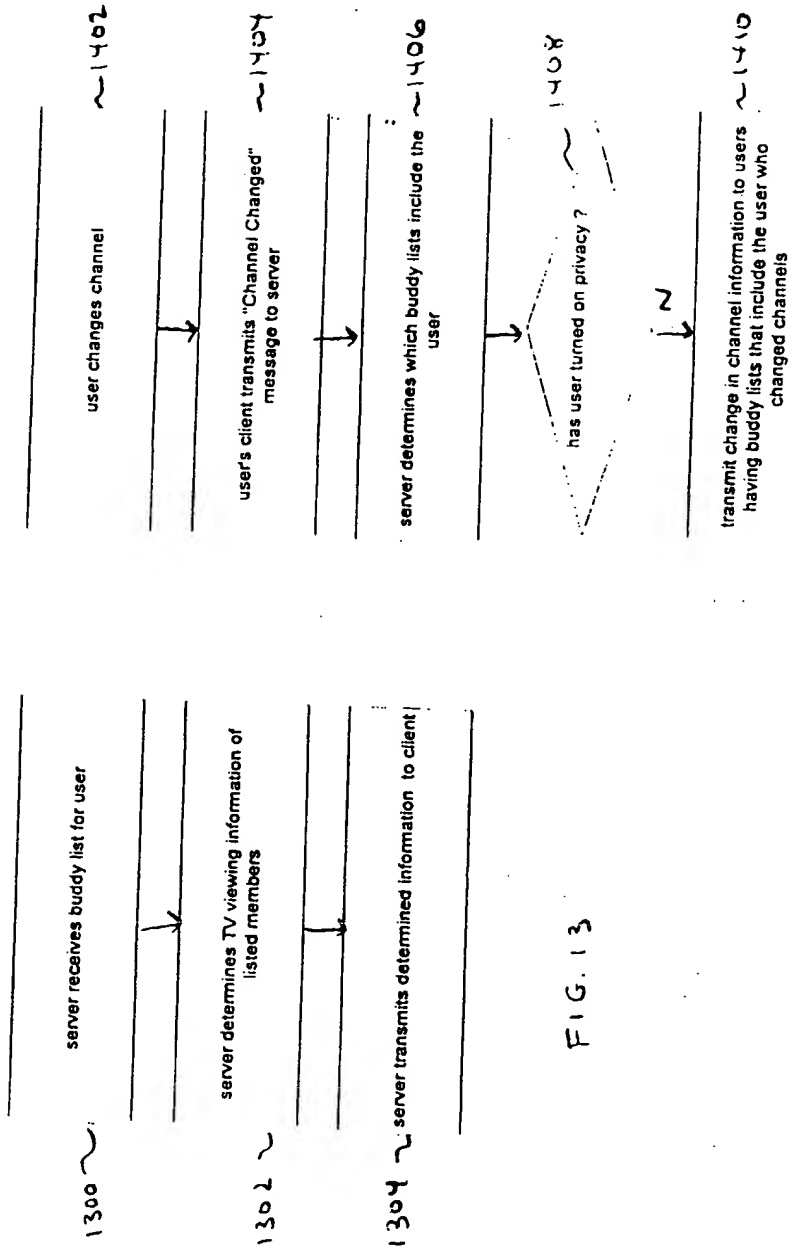 1300
server receives buddy list for user
1302
server determines TV viewing information of
listed members
1304
server transmits determined information to client
FIG. 13
user changes channel
1402
user's client transmits "Channel Changed"
message to server
1404
server determines which buddy lists include the
user
1406
has user turned on privacy?
1408
N
transmit change in channel information to users
having buddy lists that include the user who
changed channels
1410